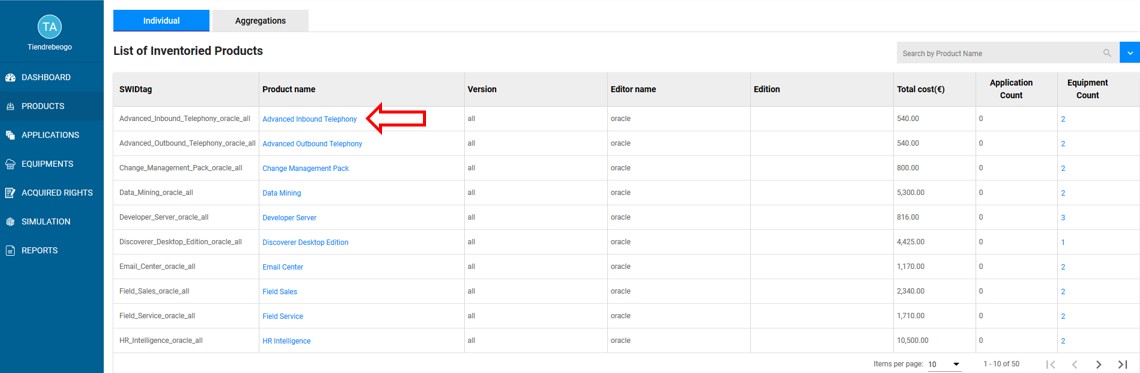 TA
Tiendrebeogo
DASHBOARD
PRODUCTS
APPLICATIONS
EQUIPMENTS
ACQUIRED RIGHTS
SIMULATION
REPORTS
Individual Aggregations
List of Inventoried Products
Search by Product Name
SWIDtag Product name Version Editor name Edition Total cost(€) Application Count Equipment Count
Advanced_Inbound_Telephony_oracle_all Advanced Inbound Telephony all oracle 540.00 0 2
Advanced_Outbound_Telephony_oracle_all Advanced Outbound Telephony all oracle 540.00 0 2
Change_Management_Pack_oracle_all Change Management Pack all oracle 800.00 0 2
Data_Mining_oracle_all Data Mining all oracle 5,300.00 0 2
Developer_Server_oracle_all Developer Server all oracle 816.00 0 3
Discoverer_Desktop_Edition_oracle_all Discoverer Desktop Edition all oracle 4,425.00 0 1
Email_Center_oracle_all Email Center all oracle 1,170.00 0 2
Field_Sales_oracle_all Field Sales all oracle 2,340.00 0 2
Field_Service_oracle_all Field Service all oracle 1,710.00 0 2
HR_Intelligence_oracle_all HR Intelligence all oracle 10,500.00 0 2
Items per page: 10 1 - 10 of 50